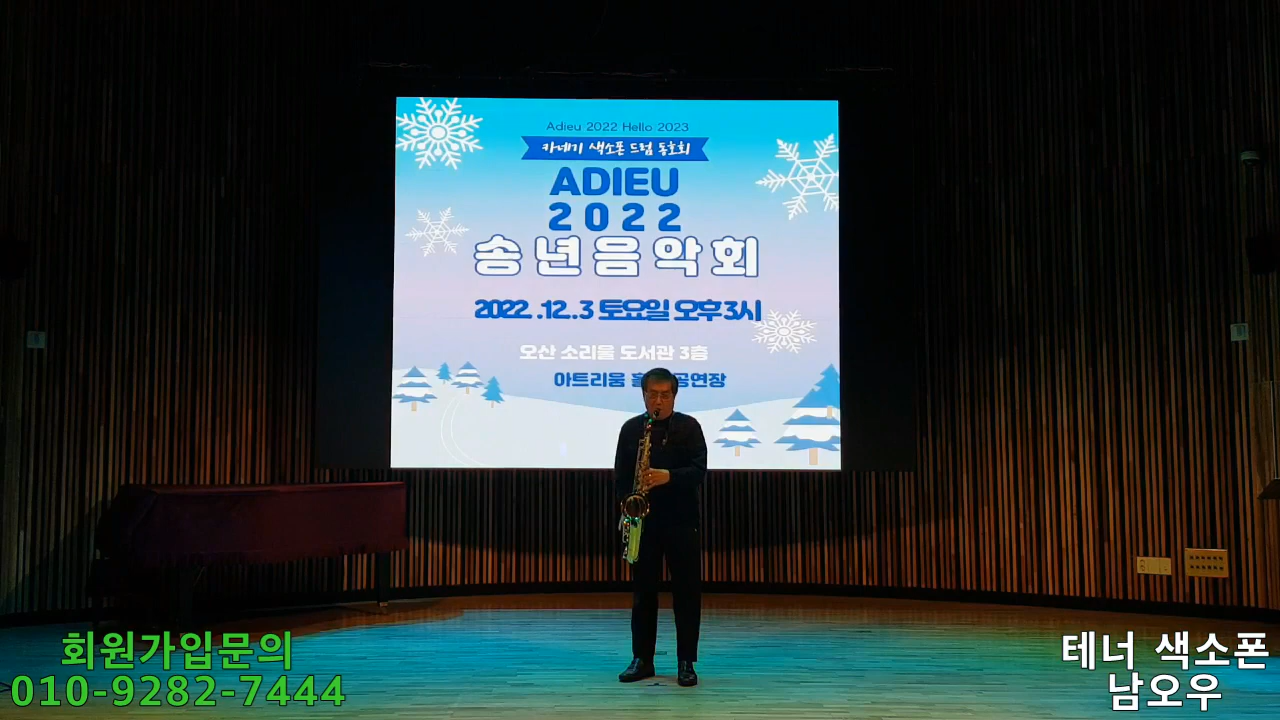 Adieu 2022 Hello 2023
카네기 색소폰 드럼 동호회
ADIEU
2022
송년음악회
2022. .12..3 토요일 오후3시
오산 소리울 도서관 3층
아트리움 공연장
회원가입문의
010-9282-7444
테너 색소폰
남오우